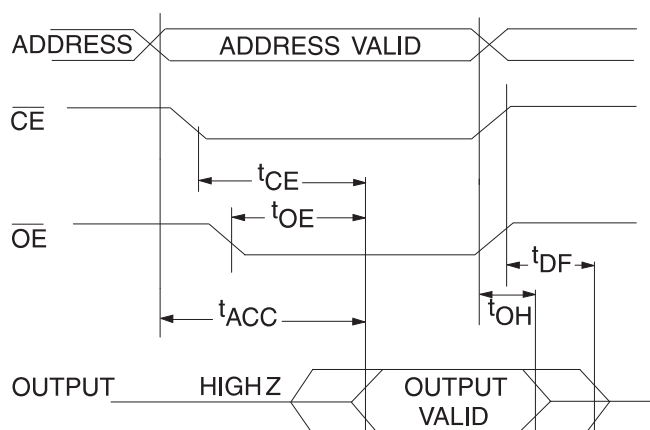 ADDRESS ADDRESS VALID
CE
tCE
tOE
OE
tDF
tACC
tOH
OUTPUT HIGH Z OUTPUT
VALID